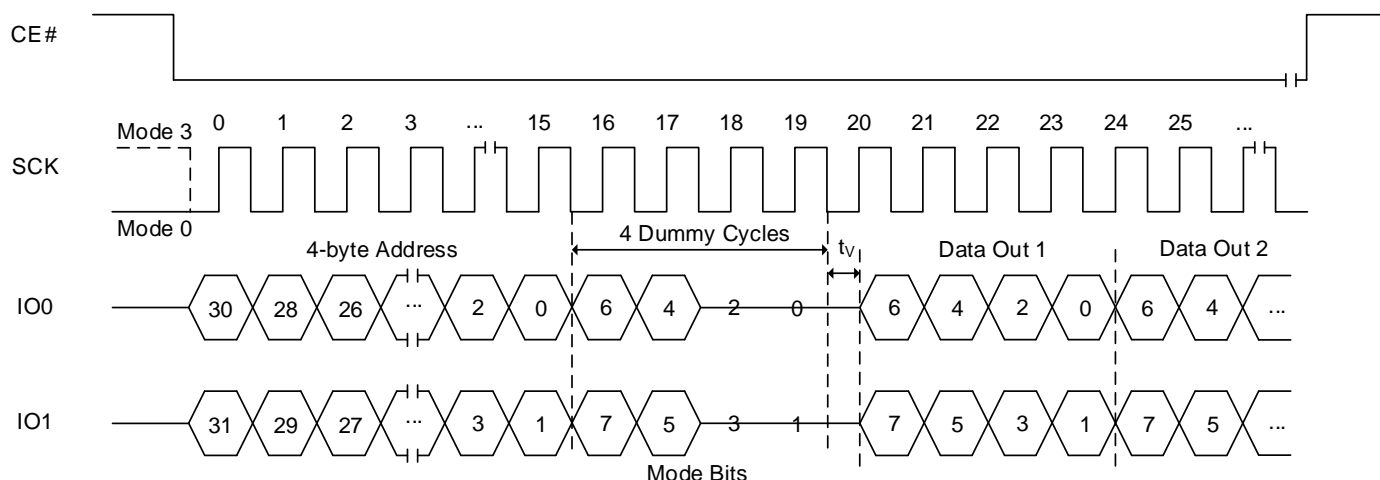 CE#
0 1 2 3 ... 15 16 17 18 19 20 21 22 23 24 25 ...
Mode 3
SCK
Mode 0
4-byte Address 4 Dummy Cycles tV Data Out 1 Data Out 2
IO0 30 28 26 ... 2 0 6 4 2 0 6 4 2 0 6 4 ...
IO1 31 29 27 ... 3 1 7 5 3 1 7 5 3 1 7 5 ...
Mode Bits